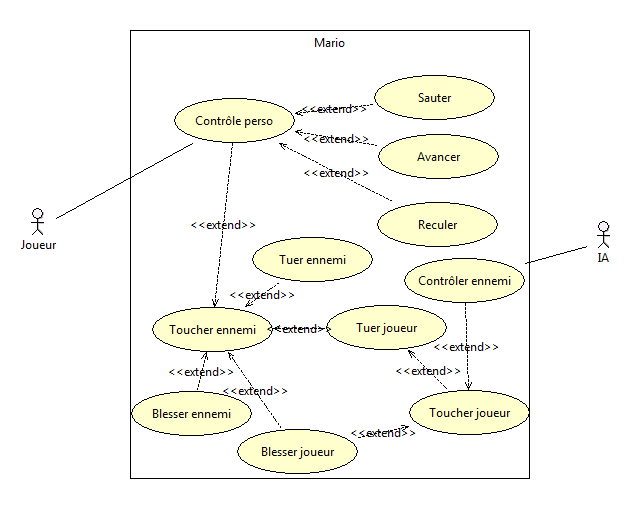 Mario
Sauter
<<extend>>
Contrôle perso
<<extend>>
Avancer
<<extend>>
Reculer
<<extend>>
Joueur
IA
Tuer ennemi
Contrôler ennemi
<<extend>>
Toucher ennemi
<<extend>>
Tuer joueur
<<extend>>
<<extend>>
<<extend>>
<<extend>>
Blesser ennemi
Toucher joueur
<<extend>>
Blesser joueur